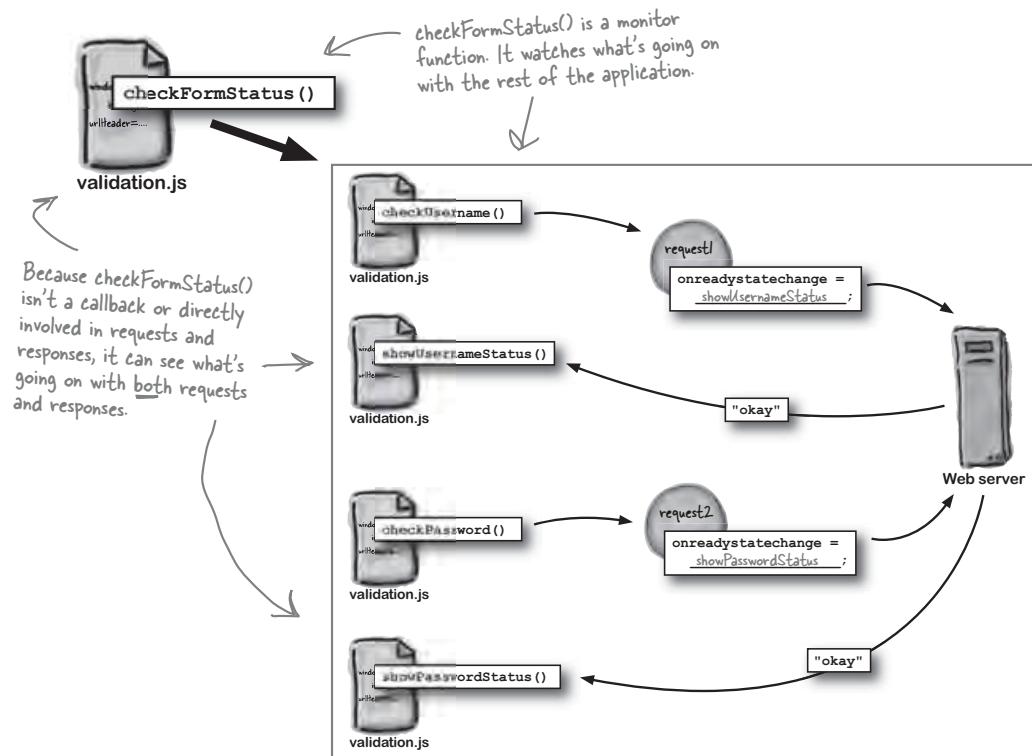 checkFormStatus() is a monitor
function. It watches what's going on
with the rest of the application.
checkFormStatus()
urlHeader=....
validation.js
Because checkFormStatus()
isn't a callback or directly
involved in requests and
responses, it can see what's
going on with both requests
and responses.
checkUsername()
validation.js
request1
onreadystatechange =
showUsernameStatus ;
showUsernameStatus()
validation.js
"okay"
Web server
checkPassword()
validation.js
request2
onreadystatechange =
showPasswordStatus ;
showPasswordStatus()
validation.js
"okay"